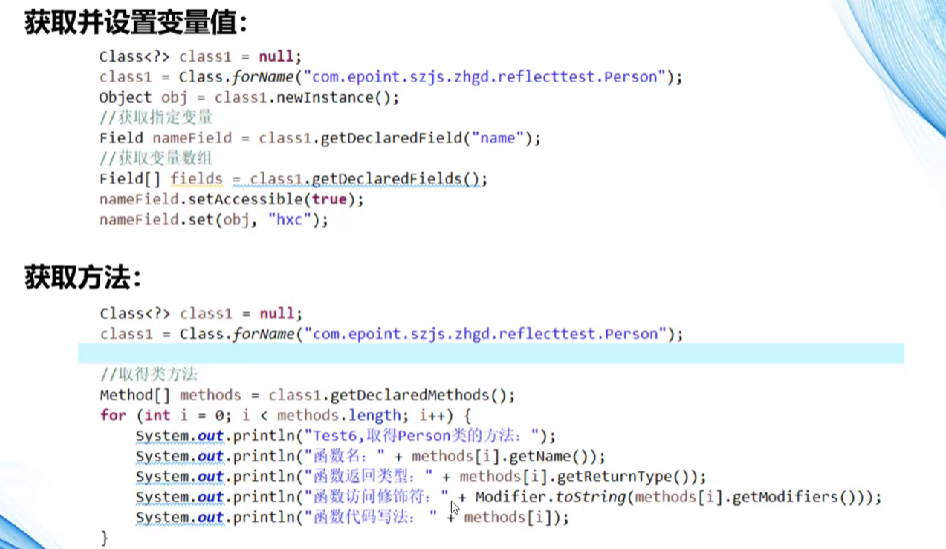 获取并设置变量值：
Class<?> class1 = null;
class1 = Class.forName("com.epoint.szjs.zhgd.reflecttest.Person");
Object obj = class1.newInstance();
//获取指定变量
Field nameField = class1.getDeclaredField("name");
//获取变量数组
Field[] fields = class1.getDeclaredFields();
nameField.setAccessible(true);
nameField.set(obj, "hxc");
获取方法：
Class<?> class1 = null;
class1 = Class.forName("com.epoint.szjs.zhgd.reflecttest.Person");
//取得类方法
Method[] methods = class1.getDeclaredMethods();
for (int i = 0; i < methods.length; i++) {
System.out.println("Test6,取得Person类的方法：");
System.out.println("函数名：" + methods[i].getName());
System.out.println("函数返回类型：" + methods[i].getReturnType());
System.out.println("函数访问修饰符：" + Modifier.toString(methods[i].getModifiers()));
System.out.println("函数代码写法： " + methods[i]);
}